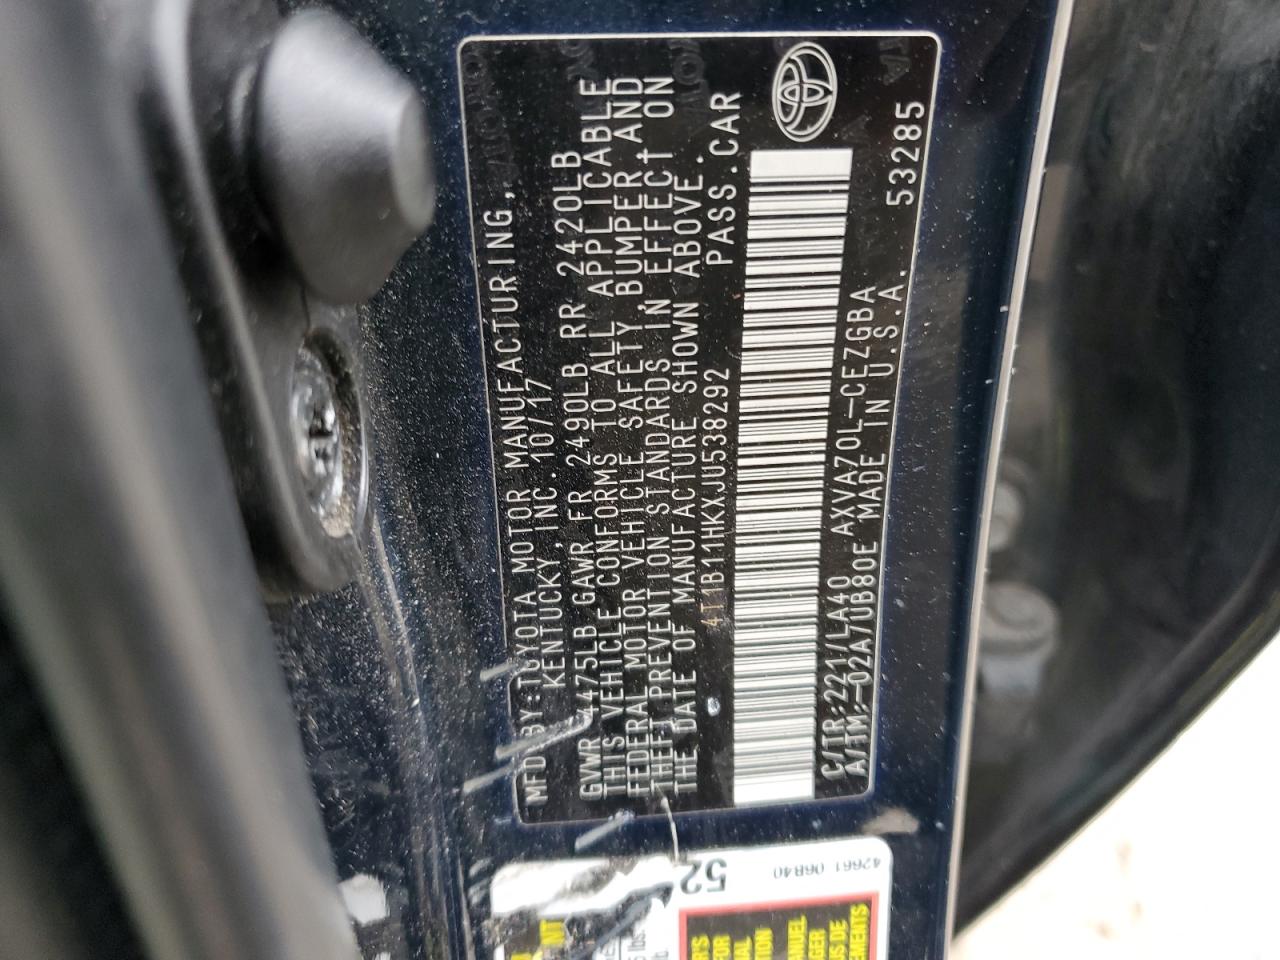 MFD. BY: TOYOTA MOTOR MANUFACTURING,
KENTUCKY, INC. 10/17
GVWR 4475LB GAWR FR 2490LB RR 2420LB
THIS VEHICLE CONFORMS TO ALL APPLICABLE
FEDERAL MOTOR VEHICLE SAFETY, BUMPER, AND
THEFT PREVENTION STANDARDS IN EFFECT ON
THE DATE OF MANUFACTURE SHOWN ABOVE.
4T1B11HKXJU538292 PASS. CAR
C/TR: 221/LA40 AXVA70L-CEZGBA
A/TM: -02A/UB80E MADE IN U.S.A. 53285
52
42661 06B40
MANUEL